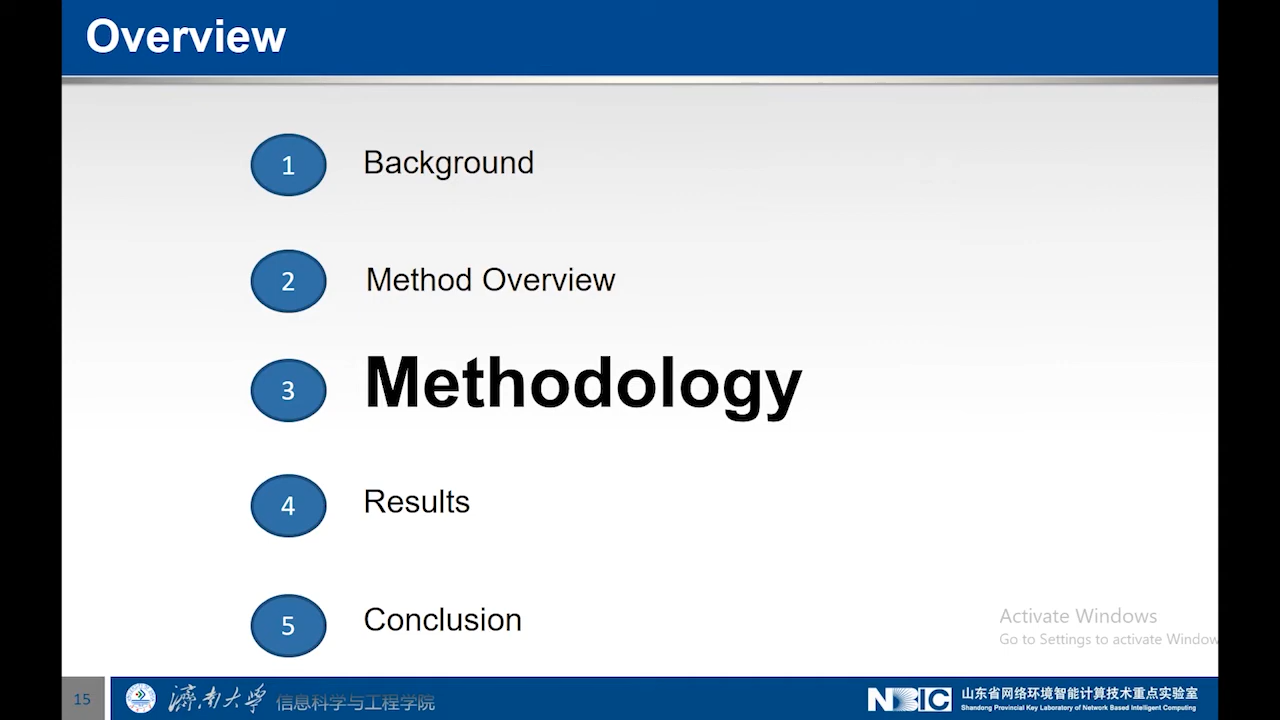 Overview
1 Background
2 Method Overview
3 Methodology
4 Results
5 Conclusion
Activate Windows
Go to Settings to activate Window
15 濟南大学 信息科学与工程学院
NBIC 山东省网络环境智能计算技术重点实验室
Shandong Provincial Key Laboratory of Network Based Intelligent Computing